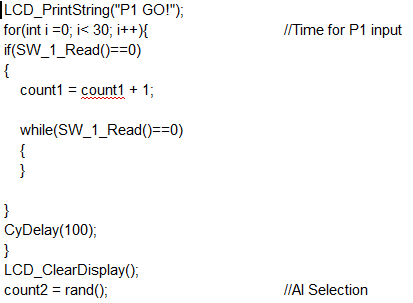 LCD_PrintString("P1 GO!");
for(int i =0; i< 30; i++){ //Time for P1 input
if(SW_1_Read()==0)
{
count1 = count1 + 1;
while(SW_1_Read()==0)
{
}
}
CyDelay(100);
}
LCD_ClearDisplay();
count2 = rand(); //AI Selection